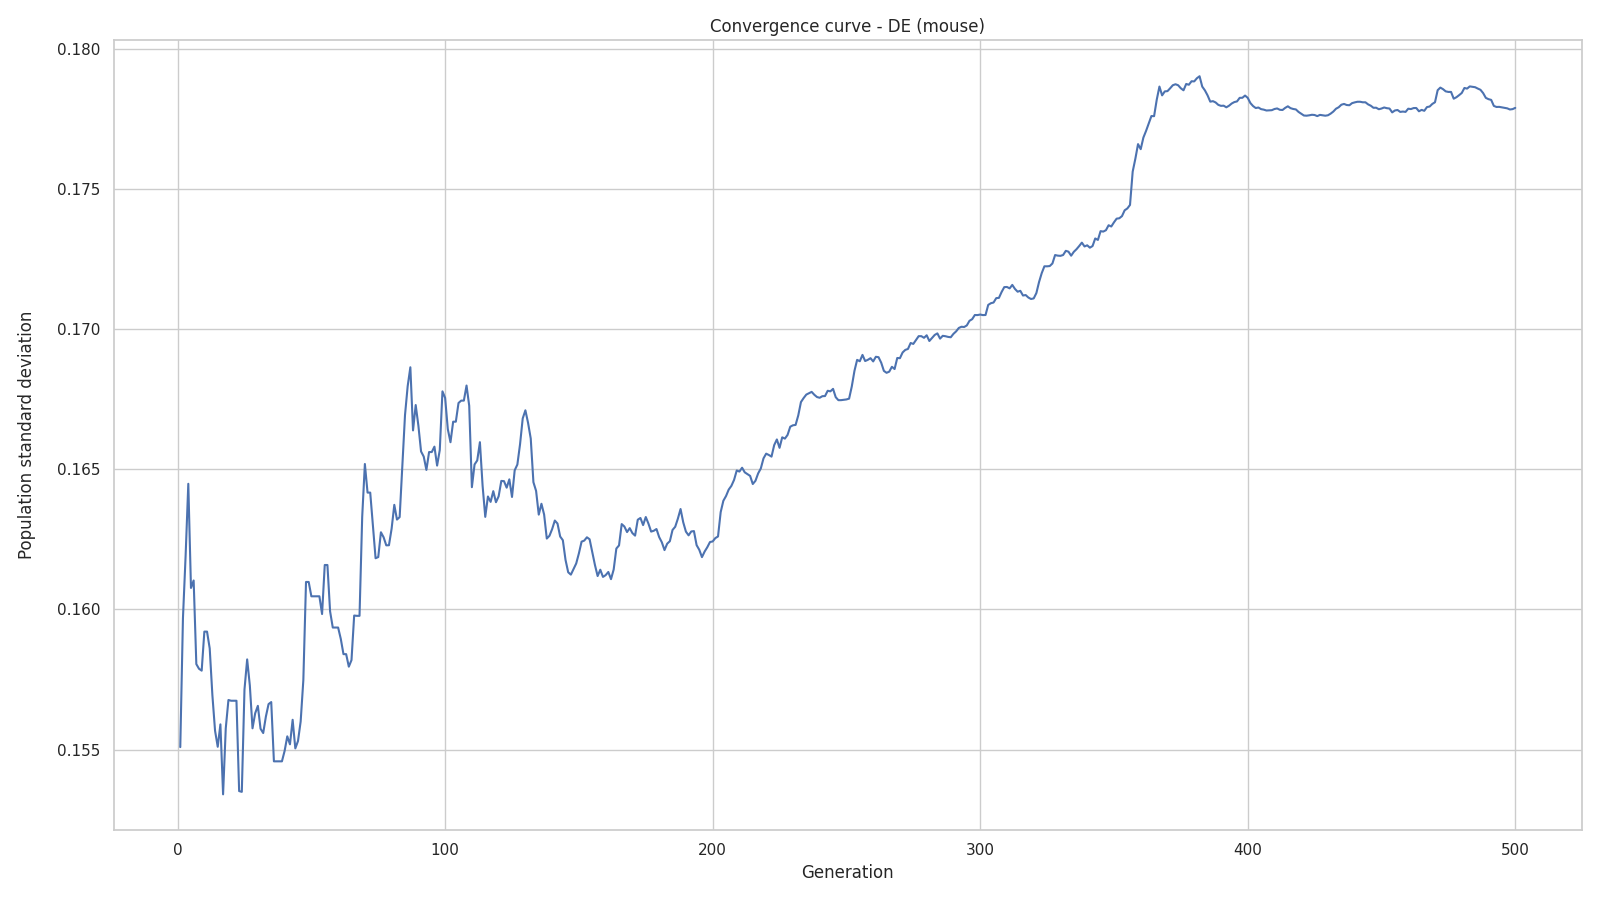 Convergence curve - DE (mouse)
0.180
0.175
0.170
0.165
0.160
0.155
Population standard deviation
0 100 200 300 400 500
Generation